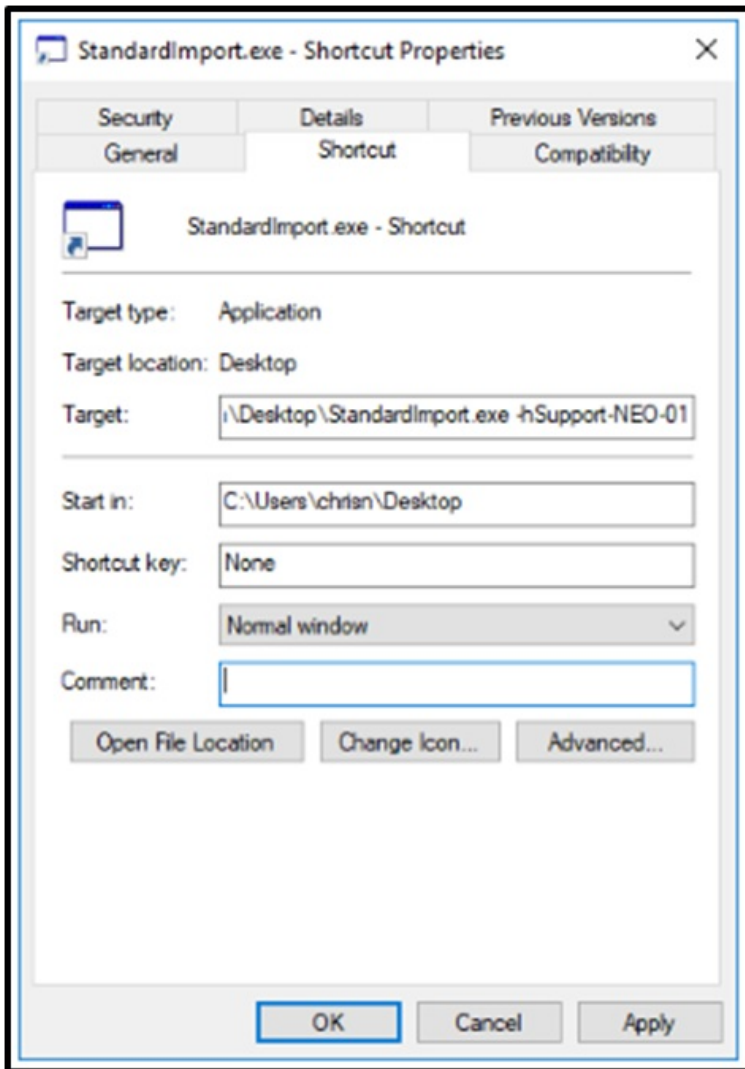 StandardImport.exe - Shortcut Properties
Security Details Previous Versions
General Shortcut Compatibility
StandardImport.exe - Shortcut
Target type: Application
Target location: Desktop
Target: \Desktop\StandardImport.exe -hSupport-NEO-01
Start in: C:\Users\chrisn\Desktop
Shortcut key: None
Run: Normal window
Comment:
Open File Location Change Icon... Advanced...
OK Cancel Apply